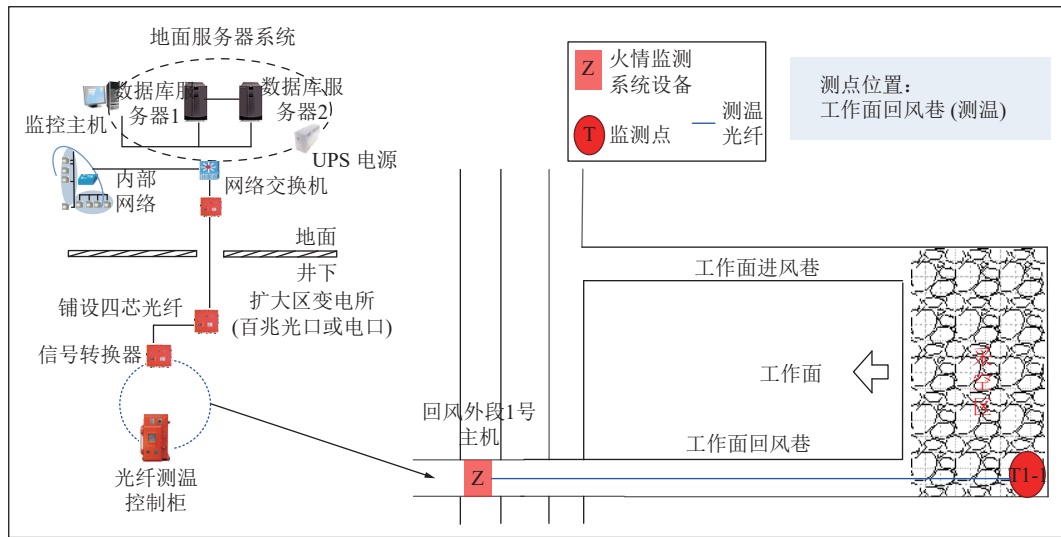 地面服务器系统
数据库服
务器1
数据库服
务器2
监控主机
UPS 电源
内部
网络
网络交换机
地面
井下
铺设四芯光纤
扩大区变电所
(百兆光口或电口)
信号转换器
光纤测温
控制柜
Z
火情监测
系统设备
T
监测点
测温
光纤
测点位置：
工作面回风巷 (测温)
工作面进风巷
工作面
采空区
回风外段1号
主机
工作面回风巷
Z
T1-1